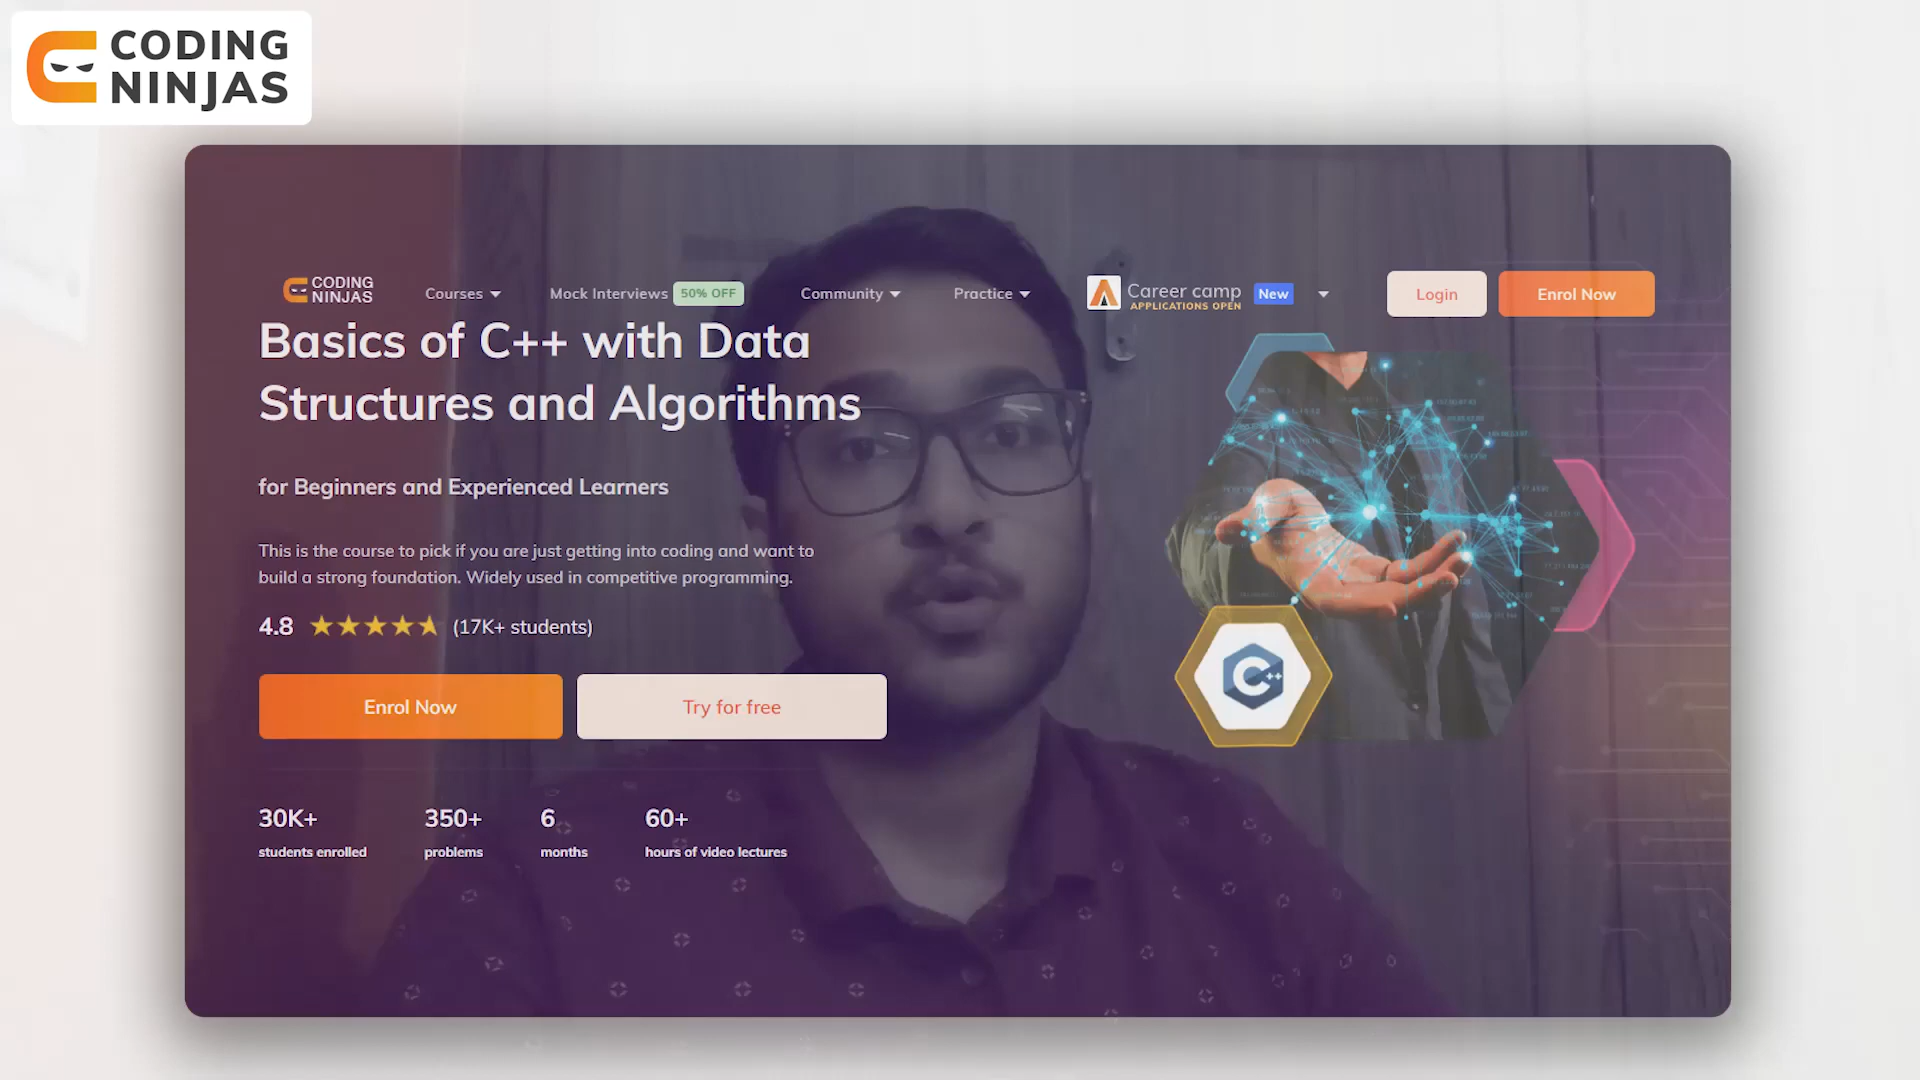 CODING
NINJAS
CODING
NINJAS
Courses
Mock Interviews 50% OFF
Community
Practice
Career camp New
APPLICATIONS OPEN
Login
Enrol Now
Basics of C++ with Data
Structures and Algorithms
for Beginners and Experienced Learners
This is the course to pick if you are just getting into coding and want to
build a strong foundation. Widely used in competitive programming.
4.8 (17K+ students)
Enrol Now
Try for free
C++
30K+ 350+ 6 60+
students enrolled problems months hours of video lectures